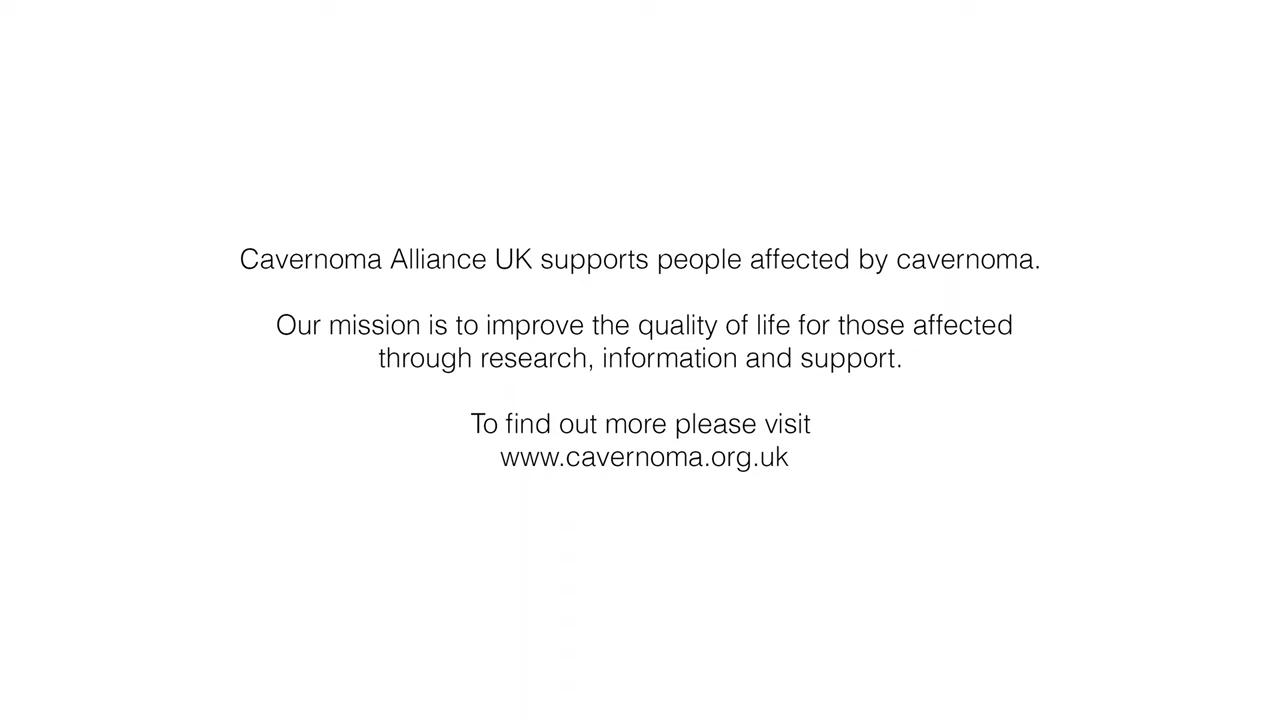 Cavernoma Alliance UK supports people affected by cavernoma.
Our mission is to improve the quality of life for those affected
through research, information and support.
To find out more please visit
www.cavernoma.org.uk